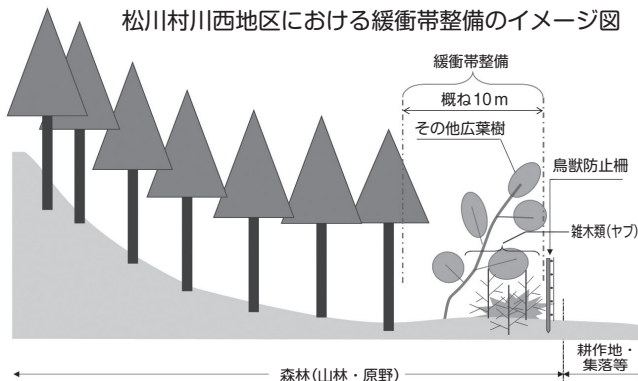 松川村川西地区における緩衝帯整備のイメージ図
緩衝帯整備
概ね10m
その他広葉樹
鳥獣防止柵
雑木類(ヤブ)
耕作地・
集落等
森林(山林・原野)